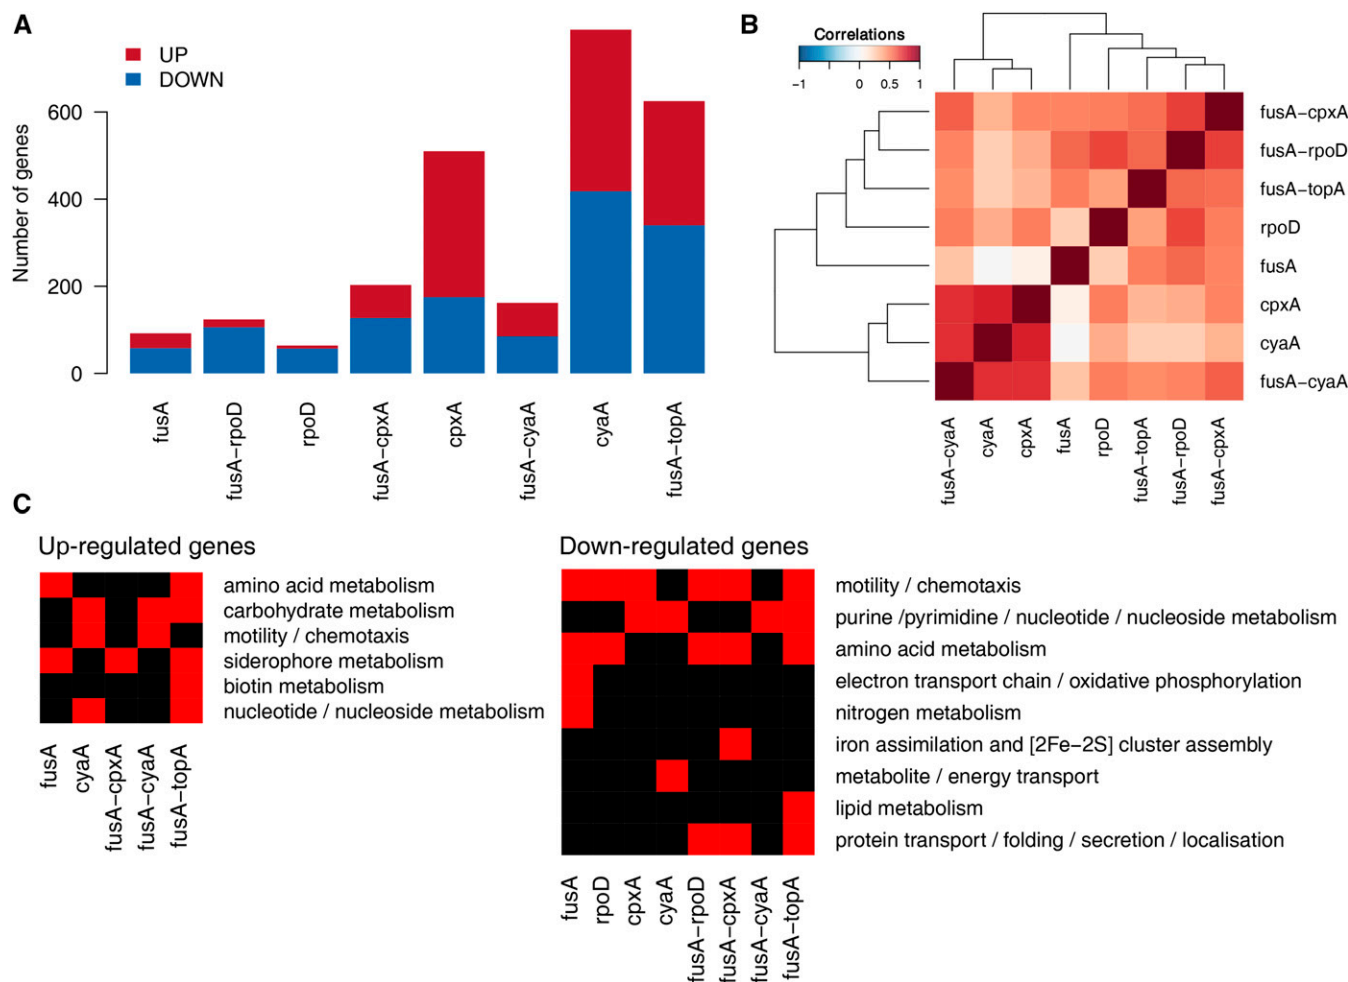 A
UP
DOWN
Number of genes
600
400
200
0
fusA
fusA−rpoD
rpoD
fusA−cpxA
cpxA
fusA−cyaA
cyaA
fusA−topA
B
Correlations
−1
0
0.5
1
fusA−cpxA
fusA−rpoD
fusA−topA
rpoD
fusA
cpxA
cyaA
fusA−cyaA
fusA−cyaA
cyaA
cpxA
fusA
rpoD
fusA−topA
fusA−rpoD
fusA−cpxA
C
Up-regulated genes
amino acid metabolism
carbohydrate metabolism
motility / chemotaxis
siderophore metabolism
biotin metabolism
nucleotide / nucleoside metabolism
fusA
cyaA
fusA−cpxA
fusA−cyaA
fusA−topA
Down-regulated genes
motility / chemotaxis
purine /pyrimidine / nucleotide / nucleoside metabolism
amino acid metabolism
electron transport chain / oxidative phosphorylation
nitrogen metabolism
iron assimilation and [2Fe−2S] cluster assembly
metabolite / energy transport
lipid metabolism
protein transport / folding / secretion / localisation
fusA
rpoD
cpxA
cyaA
fusA−rpoD
fusA−cpxA
fusA−cyaA
fusA−topA